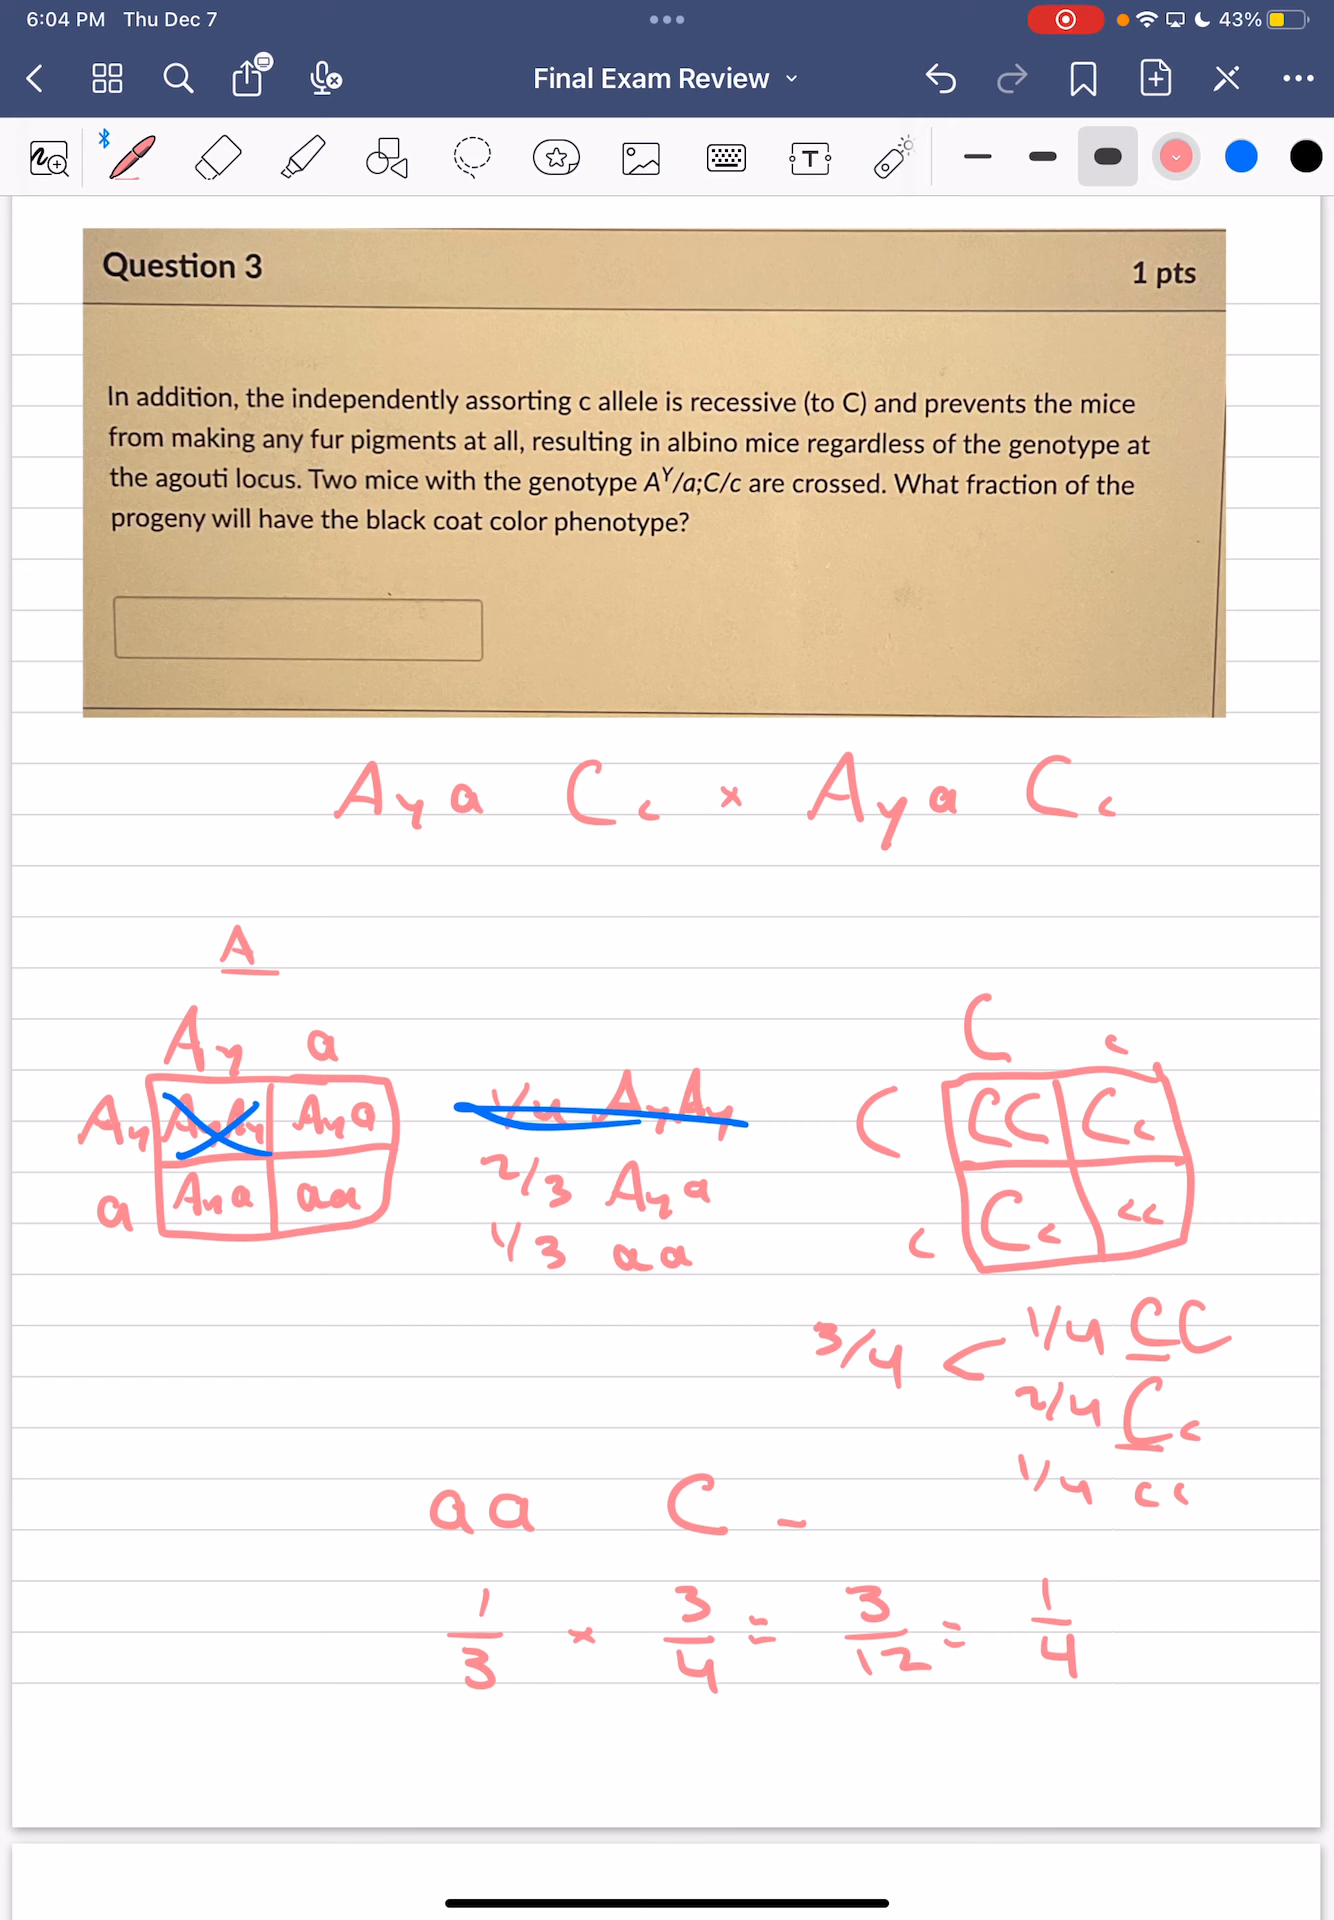 6:04 PM Thu Dec 7
43%
Final Exam Review
T
Question 3
1 pts
In addition, the independently assorting c allele is recessive (to C) and prevents the mice
from making any fur pigments at all, resulting in albino mice regardless of the genotype at
the agouti locus. Two mice with the genotype Aʸ/a;C/c are crossed. What fraction of the
progeny will have the black coat color phenotype?
Aya Cc × Aya Cc
A
Ay a
C c
Ay AyAy Aya
1/4 AyAy
C CC Cc
a Aya aa
2/3 Aya
c Cc cc
1/3 aa
3/4 < 1/4 CC
2/4 Cc
1/4 cc
aa C -
1/3 × 3/4 = 3/12 = 1/4